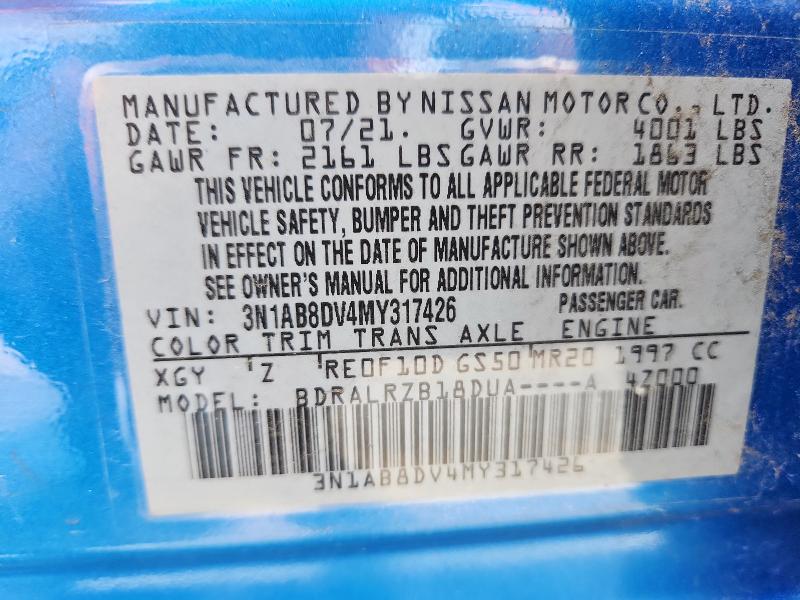 MANUFACTURED BY NISSAN MOTOR CO., LTD.
DATE: 07/21. GVWR: 4001 LBS
GAWR FR: 2161 LBS GAWR RR: 1863 LBS
THIS VEHICLE CONFORMS TO ALL APPLICABLE FEDERAL MOTOR
VEHICLE SAFETY, BUMPER AND THEFT PREVENTION STANDARDS
IN EFFECT ON THE DATE OF MANUFACTURE SHOWN ABOVE.
SEE OWNER'S MANUAL FOR ADDITIONAL INFORMATION.
VIN: 3N1AB8DV4MY317426 PASSENGER CAR.
COLOR TRIM TRANS AXLE ENGINE
XGY Z RE0F10D GS50 MR20 1997 CC
MODEL: BDRALRZB18DUA----A 4Z000
3N1AB8DV4MY317426